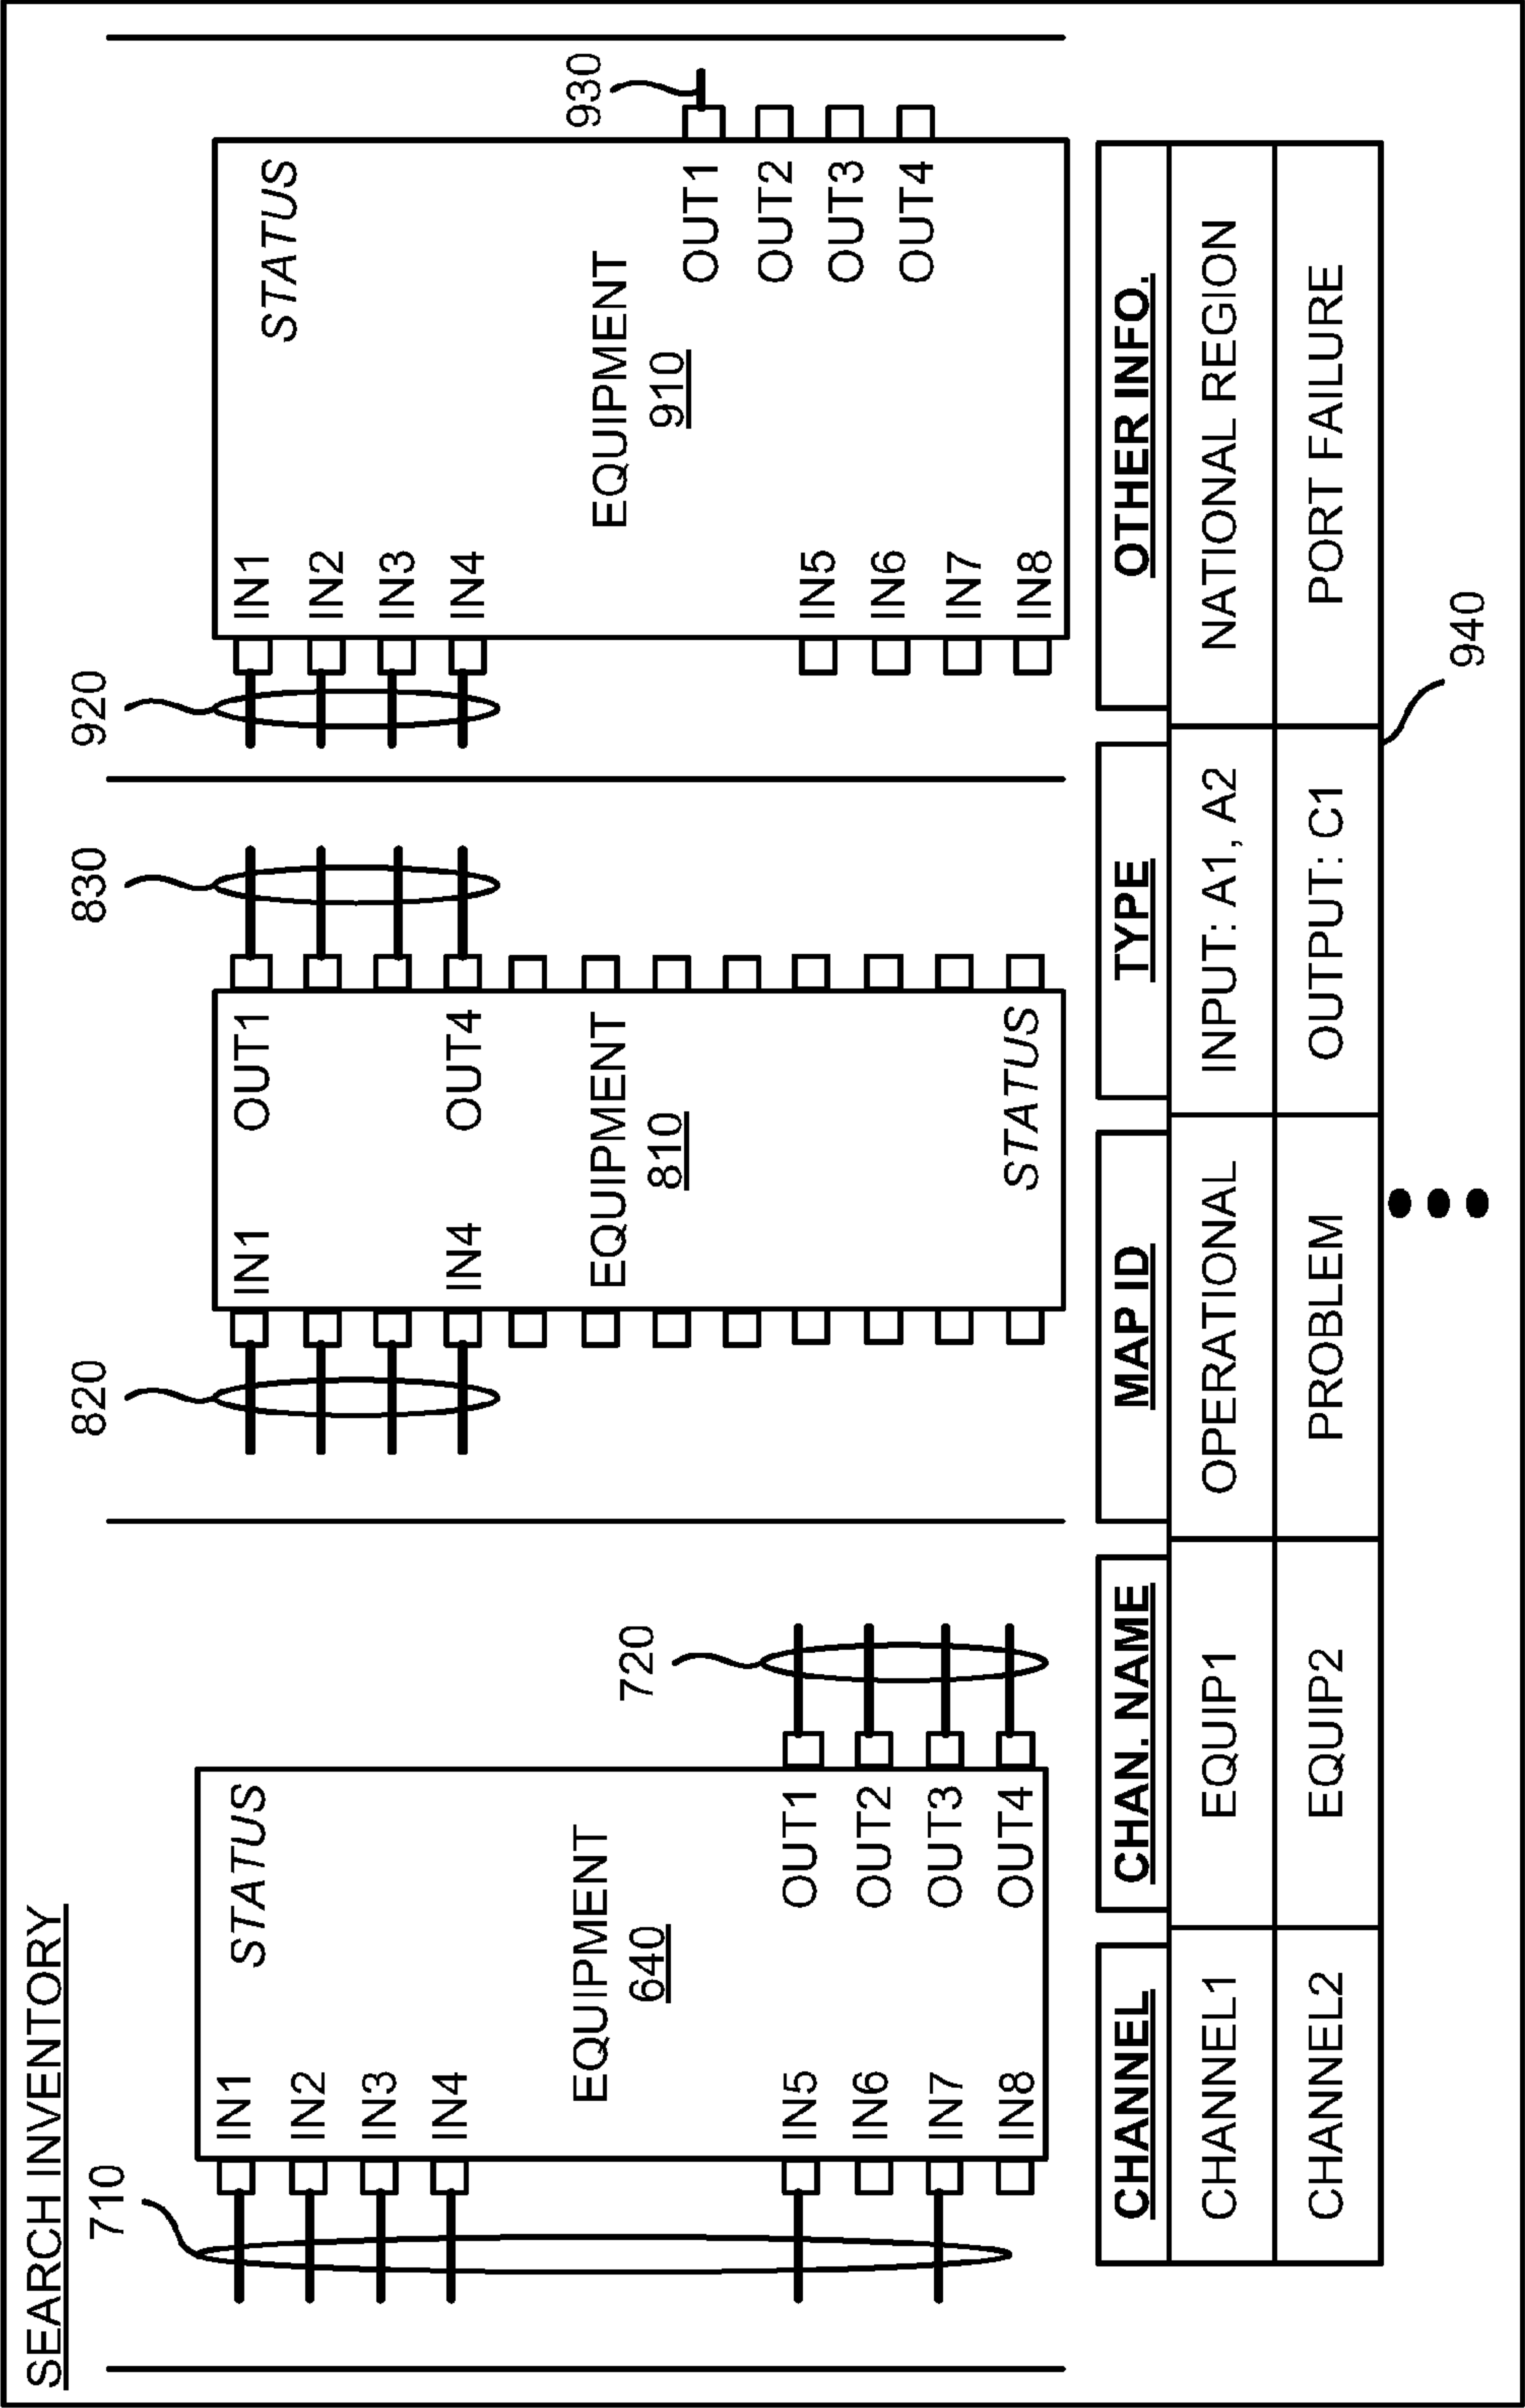 SEARCH INVENTORY
710
IN1
IN2
IN3
IN4
IN5
IN6
IN7
IN8
STATUS
EQUIPMENT
640
OUT1
OUT2
OUT3
OUT4
720
820
IN1
IN4
OUT1
OUT4
EQUIPMENT
810
STATUS
830
920
IN1
IN2
IN3
IN4
IN5
IN6
IN7
IN8
STATUS
EQUIPMENT
910
OUT1
OUT2
OUT3
OUT4
930
CHANNEL CHAN. NAME MAP ID TYPE OTHER INFO.
CHANNEL1 EQUIP1 OPERATIONAL INPUT: A1, A2 NATIONAL REGION
CHANNEL2 EQUIP2 PROBLEM OUTPUT: C1 PORT FAILURE
940